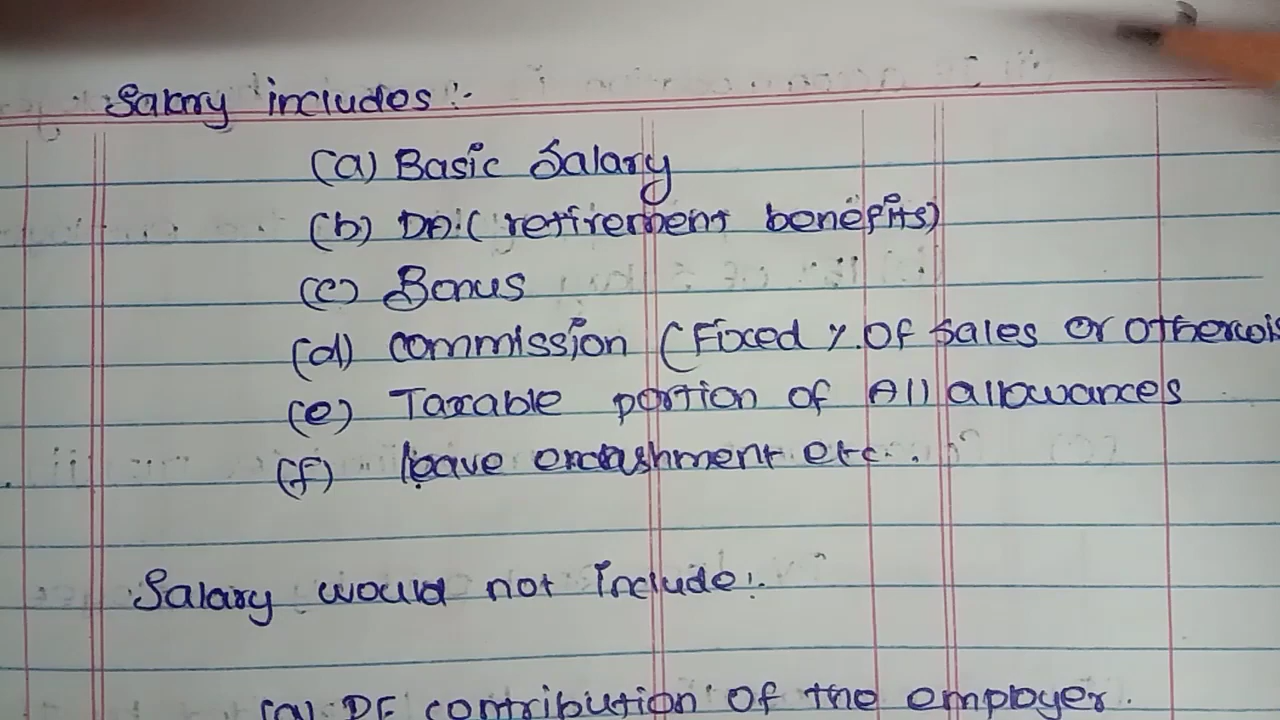 Salary includes :-
(a) Basic Salary
(b) DA. ( retirement benefits)
(c) Bonus
(d) commission (Fixed % Of Sales or otherwis
(e) Taxable portion of All allowances
(f) leave encashment etc..
Salary would not include:-
(a) PF contribution of the employer.